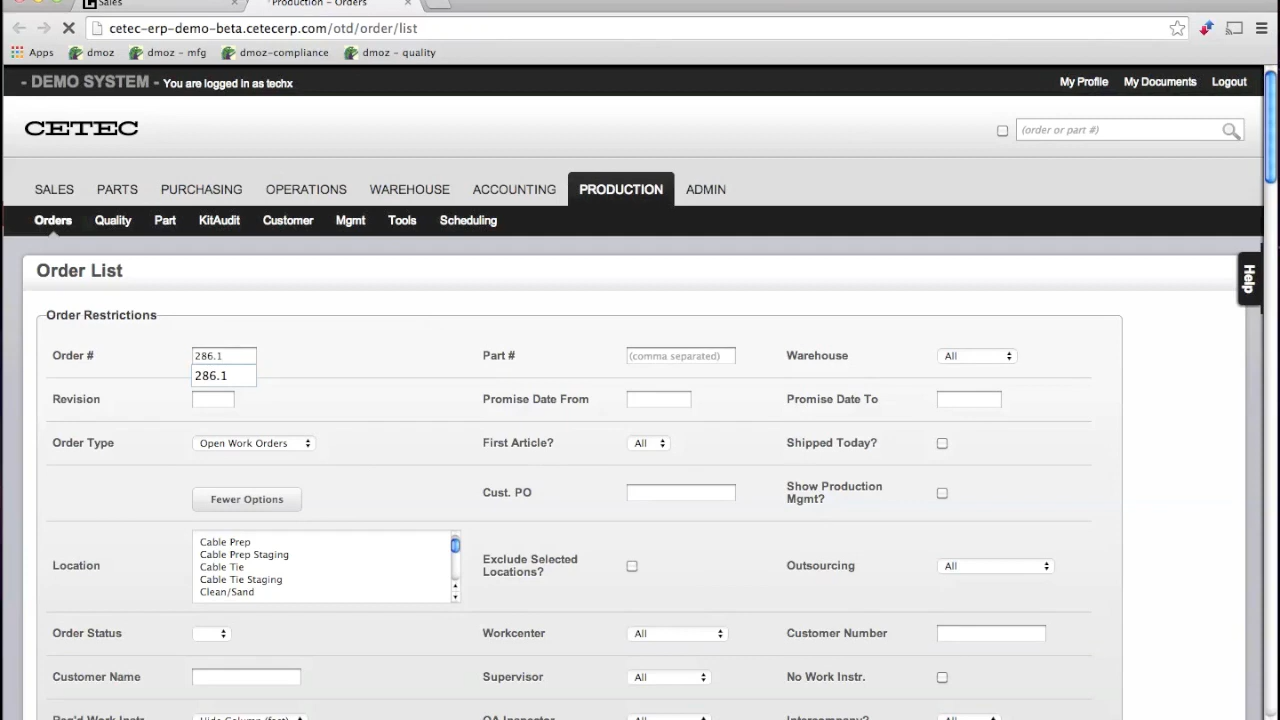 Sales
Production – Orders
cetec-erp-demo-beta.cetecerp.com/otd/order/list
Apps dmoz dmoz - mfg dmoz-compliance dmoz - quality
- DEMO SYSTEM - You are logged in as techx My Profile My Documents Logout
CETEC (order or part #)
SALES PARTS PURCHASING OPERATIONS WAREHOUSE ACCOUNTING PRODUCTION ADMIN
Orders Quality Part KitAudit Customer Mgmt Tools Scheduling
Help
Order List
Order Restrictions
Order # 286.1 Part # (comma separated) Warehouse All
286.1
Revision Promise Date From Promise Date To
Order Type Open Work Orders First Article? All Shipped Today?
Fewer Options Cust. PO Show Production
Mgmt?
Location Exclude Selected
Locations? Outsourcing All
Cable Prep
Cable Prep Staging
Cable Tie
Cable Tie Staging
Clean/Sand
Order Status Workcenter All Customer Number
Customer Name Supervisor All No Work Instr.
Req'd Work Instr Hide Column (fast) QA Inspector All Intercompany? All